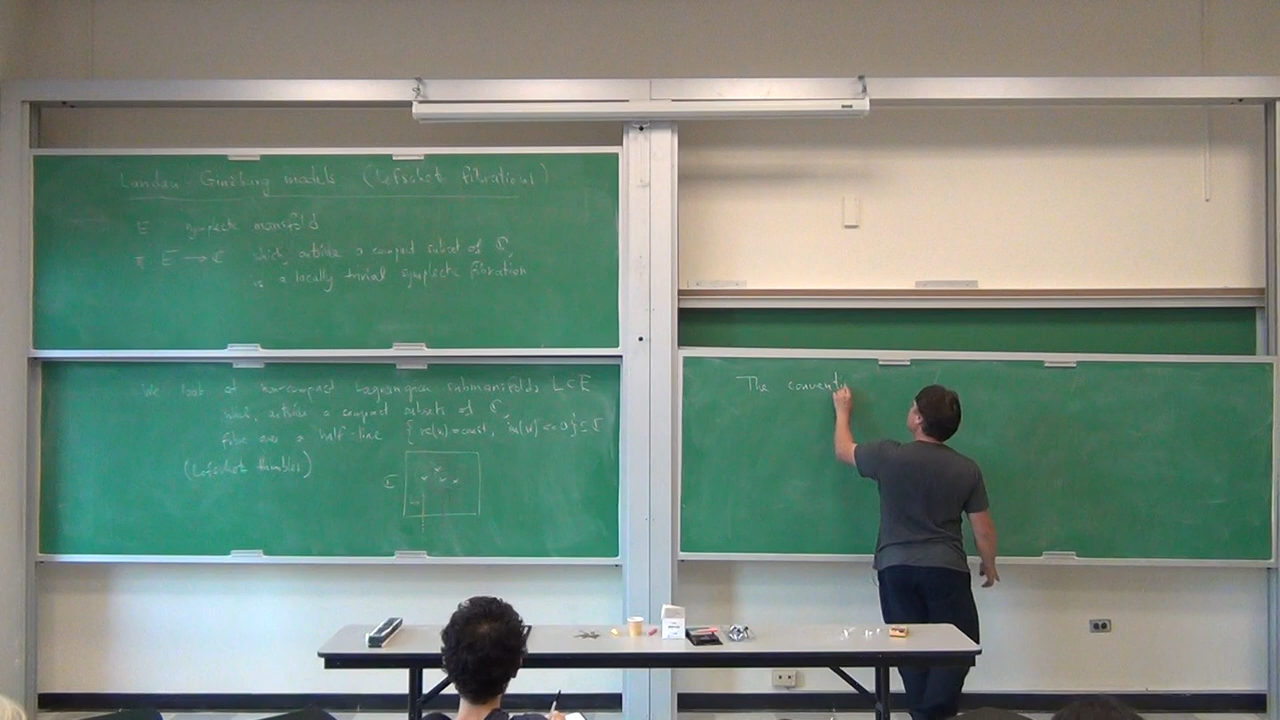 Landau-Ginzburg models (Lefschetz fibrations)
E symplectic manifold
π E → ℂ which, outside a compact subset of ℂ,
is a locally trivial symplectic fibration
We look at noncompact Lagrangian submanifolds L ⊂ E
which, outside a compact subsets of ℂ,
fibre over a half-line { re(x) = const, im(x) << 0 } ⊆ ℂ
(Lefschetz thimbles)
ℂ
The conventi